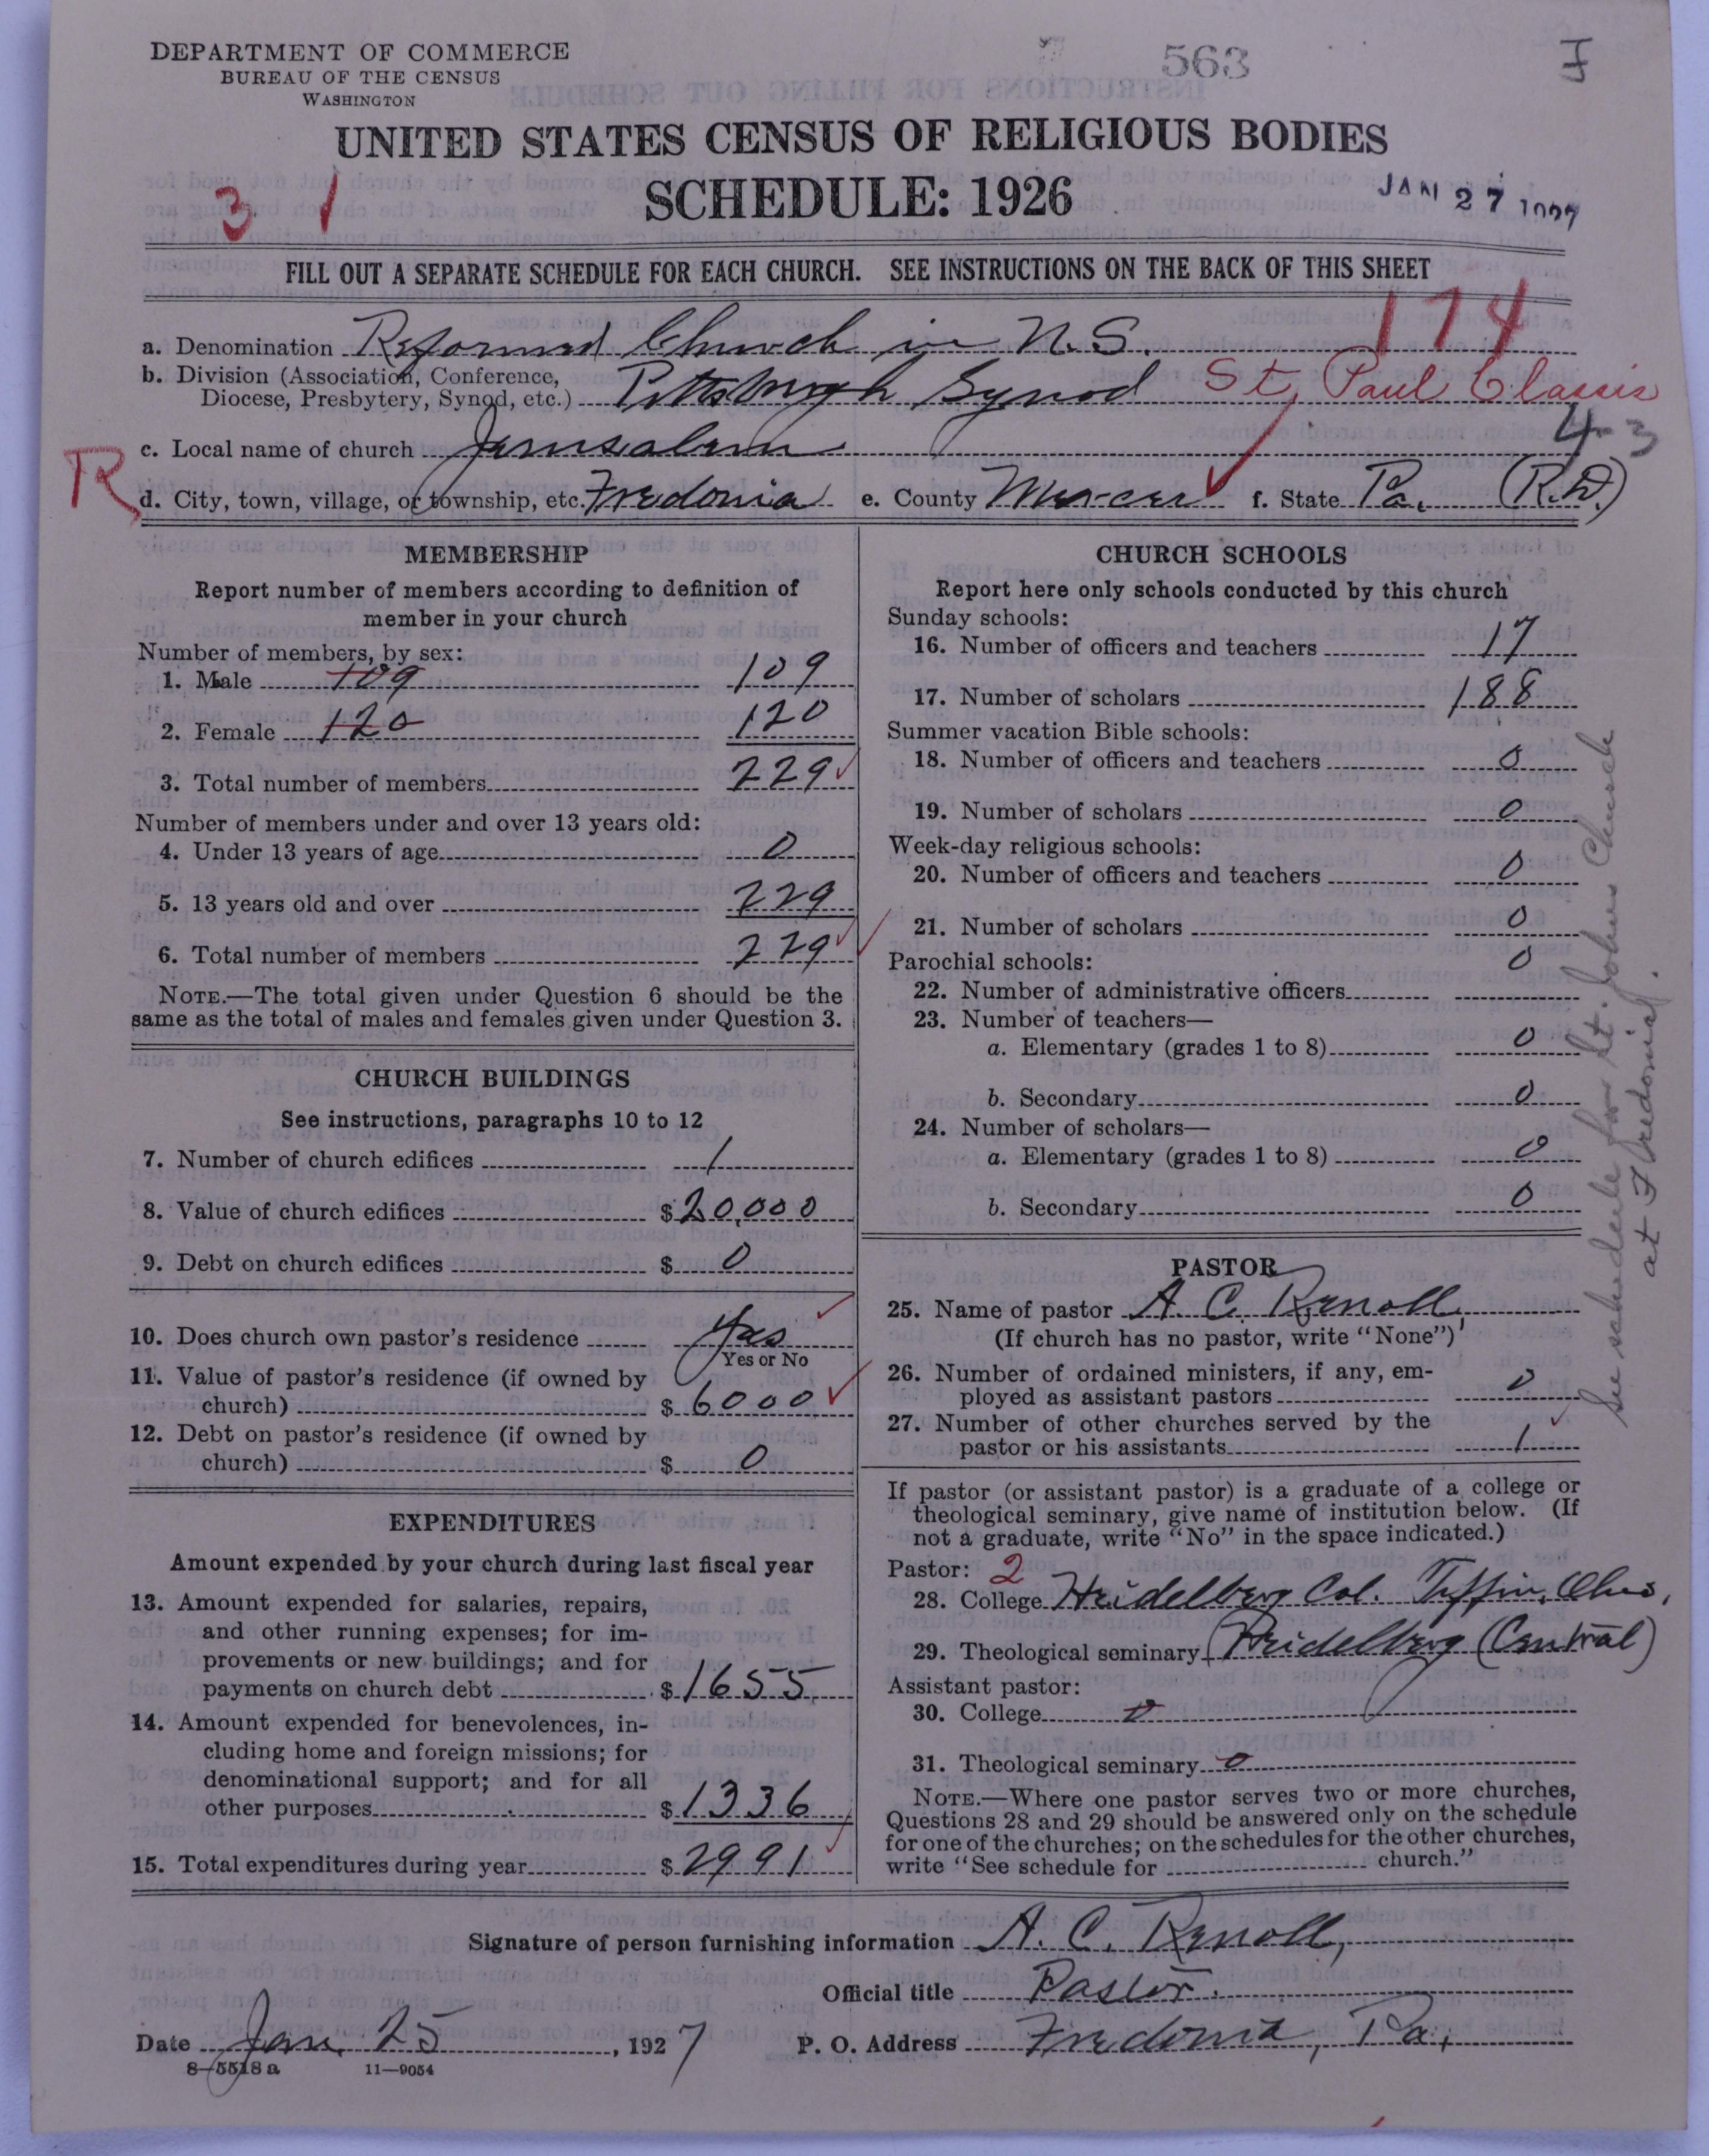 DEPARTMENT OF COMMERCE
BUREAU OF THE CENSUS
WASHINGTON
563
UNITED STATES CENSUS OF RELIGIOUS BODIES
SCHEDULE: 1926
3 1
JAN 27 1927
FILL OUT A SEPARATE SCHEDULE FOR EACH CHURCH. SEE INSTRUCTIONS ON THE BACK OF THIS SHEET
174
a. Denomination Reformed Church in U.S.
b. Division (Association, Conference,
Diocese, Presbytery, Synod, etc.) Pittsburgh Synod St. Paul Classis
4-3
c. Local name of church Jerusalem
R
d. City, town, village, or township, etc. Fredonia e. County Mercer f. State Pa. (R.D.)
MEMBERSHIP
Report number of members according to definition of
member in your church
Number of members, by sex:
1. Male 109 109
2. Female 120 120
3. Total number of members 229
Number of members under and over 13 years old:
4. Under 13 years of age 0
5. 13 years old and over 229
6. Total number of members 229
NOTE.—The total given under Question 6 should be the
same as the total of males and females given under Question 3.
CHURCH BUILDINGS
See instructions, paragraphs 10 to 12
7. Number of church edifices 1
8. Value of church edifices $20,000
9. Debt on church edifices $ 0
10. Does church own pastor's residence Yes
Yes or No
11. Value of pastor's residence (if owned by
church) $ 6000
12. Debt on pastor's residence (if owned by
church) $ 0
EXPENDITURES
Amount expended by your church during last fiscal year
13. Amount expended for salaries, repairs,
and other running expenses; for im-
provements or new buildings; and for
payments on church debt $1655
14. Amount expended for benevolences, in-
cluding home and foreign missions; for
denominational support; and for all
other purposes $1336
15. Total expenditures during year $2991
CHURCH SCHOOLS
Report here only schools conducted by this church
Sunday schools:
16. Number of officers and teachers 17
17. Number of scholars 188
Summer vacation Bible schools:
18. Number of officers and teachers 0
19. Number of scholars 0
Week-day religious schools:
20. Number of officers and teachers 0
21. Number of scholars 0
Parochial schools:
22. Number of administrative officers 0
23. Number of teachers—
a. Elementary (grades 1 to 8) 0
b. Secondary 0
24. Number of scholars—
a. Elementary (grades 1 to 8) 0
b. Secondary 0
PASTOR
25. Name of pastor A. C. Renoll
(If church has no pastor, write "None")
26. Number of ordained ministers, if any, em-
ployed as assistant pastors 0
27. Number of other churches served by the
pastor or his assistants 1
If pastor (or assistant pastor) is a graduate of a college or
theological seminary, give name of institution below. (If
not a graduate, write "No" in the space indicated.)
Pastor: 2
28. College Heidelberg Col. Tiffin, Ohio,
29. Theological seminary Heidelberg (Central)
Assistant pastor:
30. College 0
31. Theological seminary 0
NOTE.—Where one pastor serves two or more churches,
Questions 28 and 29 should be answered only on the schedule
for one of the churches; on the schedules for the other churches,
write "See schedule for church."
See schedule for St. Johns Church
at Fredonia.
Signature of person furnishing information A. C. Renoll,
Official title Pastor.
Date Jan. 25, 1927 P. O. Address Fredonia, Pa.
8—5518 a 11—9054